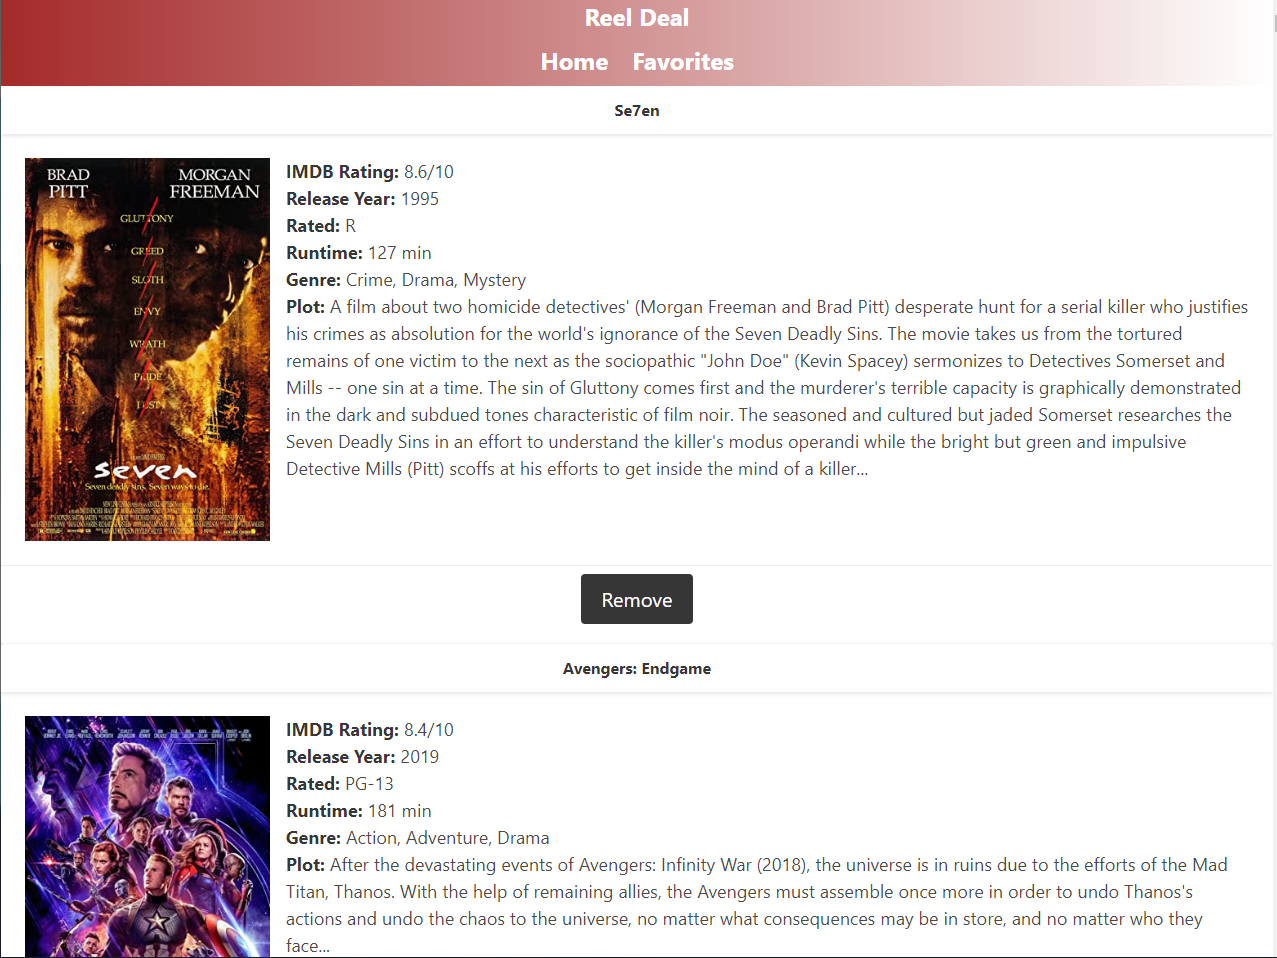 Reel Deal
Home Favorites
Se7en
BRAD PITT
MORGAN FREEMAN
GLUTTONY
GREED
SLOTH
ENVY
WRATH
PRIDE
LUST
seven
Seven deadly sins. Seven ways to die.
IMDB Rating: 8.6/10
Release Year: 1995
Rated: R
Runtime: 127 min
Genre: Crime, Drama, Mystery
Plot: A film about two homicide detectives' (Morgan Freeman and Brad Pitt) desperate hunt for a serial killer who justifies
his crimes as absolution for the world's ignorance of the Seven Deadly Sins. The movie takes us from the tortured
remains of one victim to the next as the sociopathic "John Doe" (Kevin Spacey) sermonizes to Detectives Somerset and
Mills -- one sin at a time. The sin of Gluttony comes first and the murderer's terrible capacity is graphically demonstrated
in the dark and subdued tones characteristic of film noir. The seasoned and cultured but jaded Somerset researches the
Seven Deadly Sins in an effort to understand the killer's modus operandi while the bright but green and impulsive
Detective Mills (Pitt) scoffs at his efforts to get inside the mind of a killer...
Remove
Avengers: Endgame
IMDB Rating: 8.4/10
Release Year: 2019
Rated: PG-13
Runtime: 181 min
Genre: Action, Adventure, Drama
Plot: After the devastating events of Avengers: Infinity War (2018), the universe is in ruins due to the efforts of the Mad
Titan, Thanos. With the help of remaining allies, the Avengers must assemble once more in order to undo Thanos's
actions and undo the chaos to the universe, no matter what consequences may be in store, and no matter who they
face...